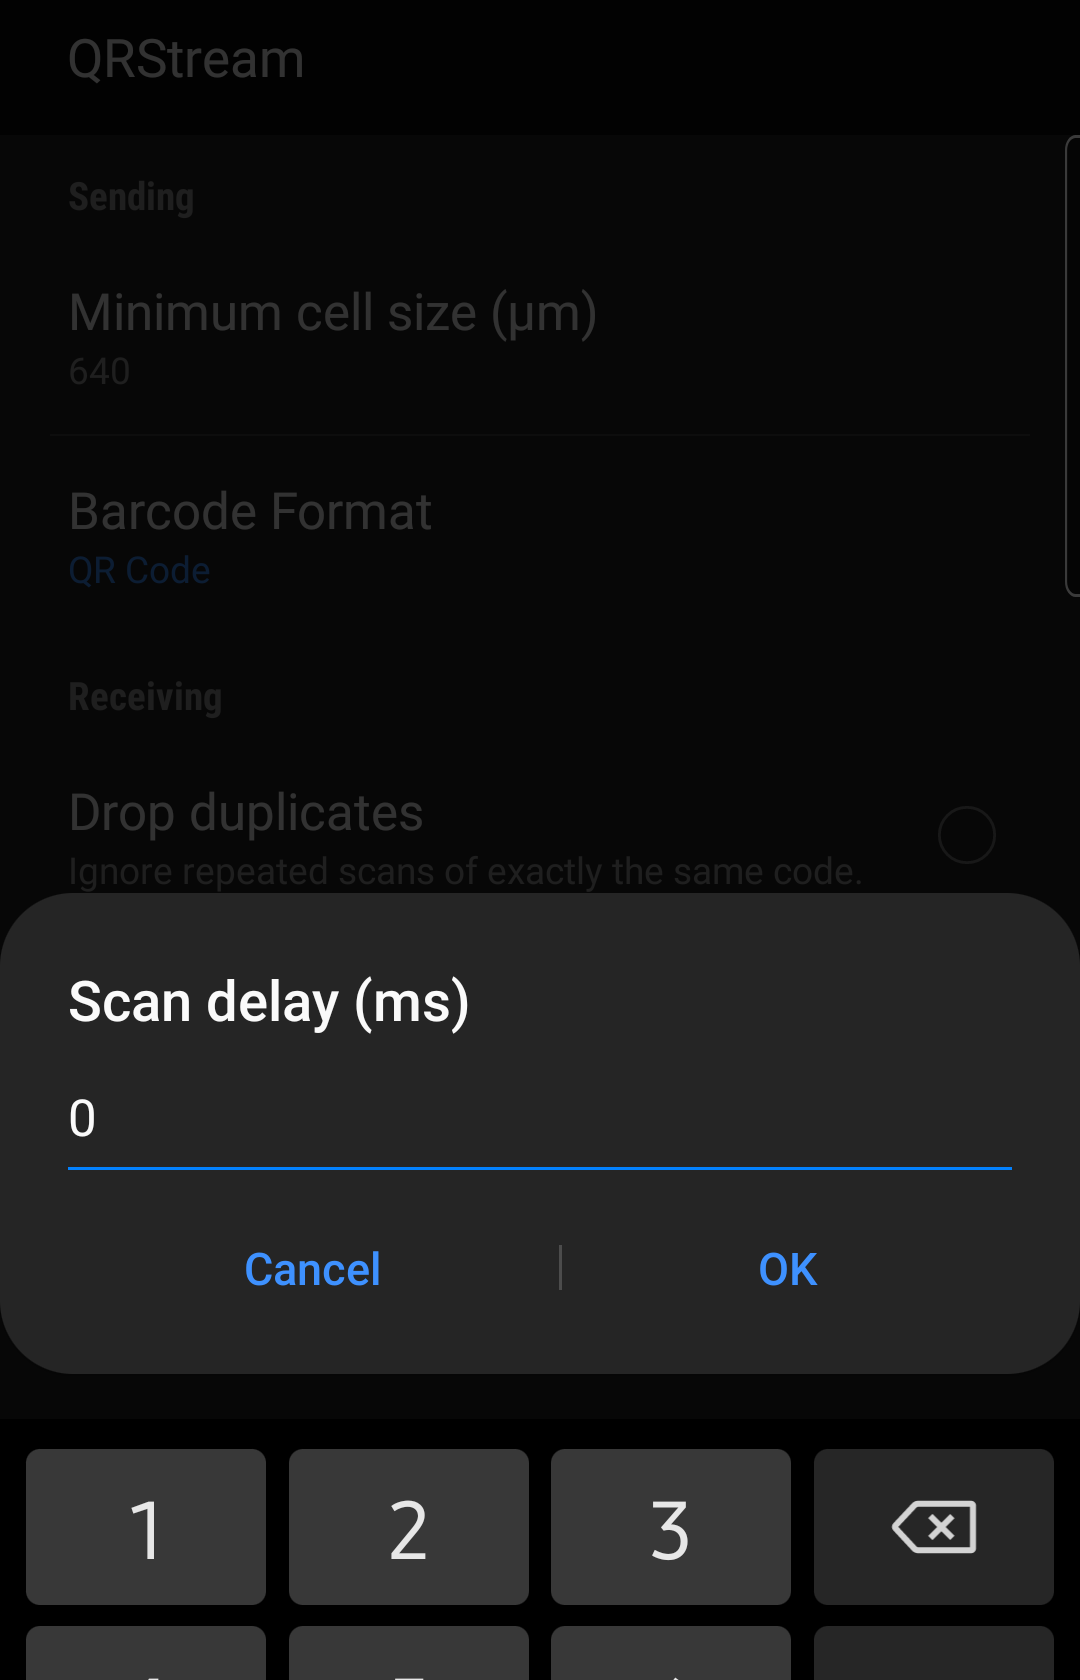 QRStream
Sending
Minimum cell size (μm)
640
Barcode Format
QR Code
Receiving
Drop duplicates
Ignore repeated scans of exactly the same code.
Scan delay (ms)
0
Cancel OK
1 2 3